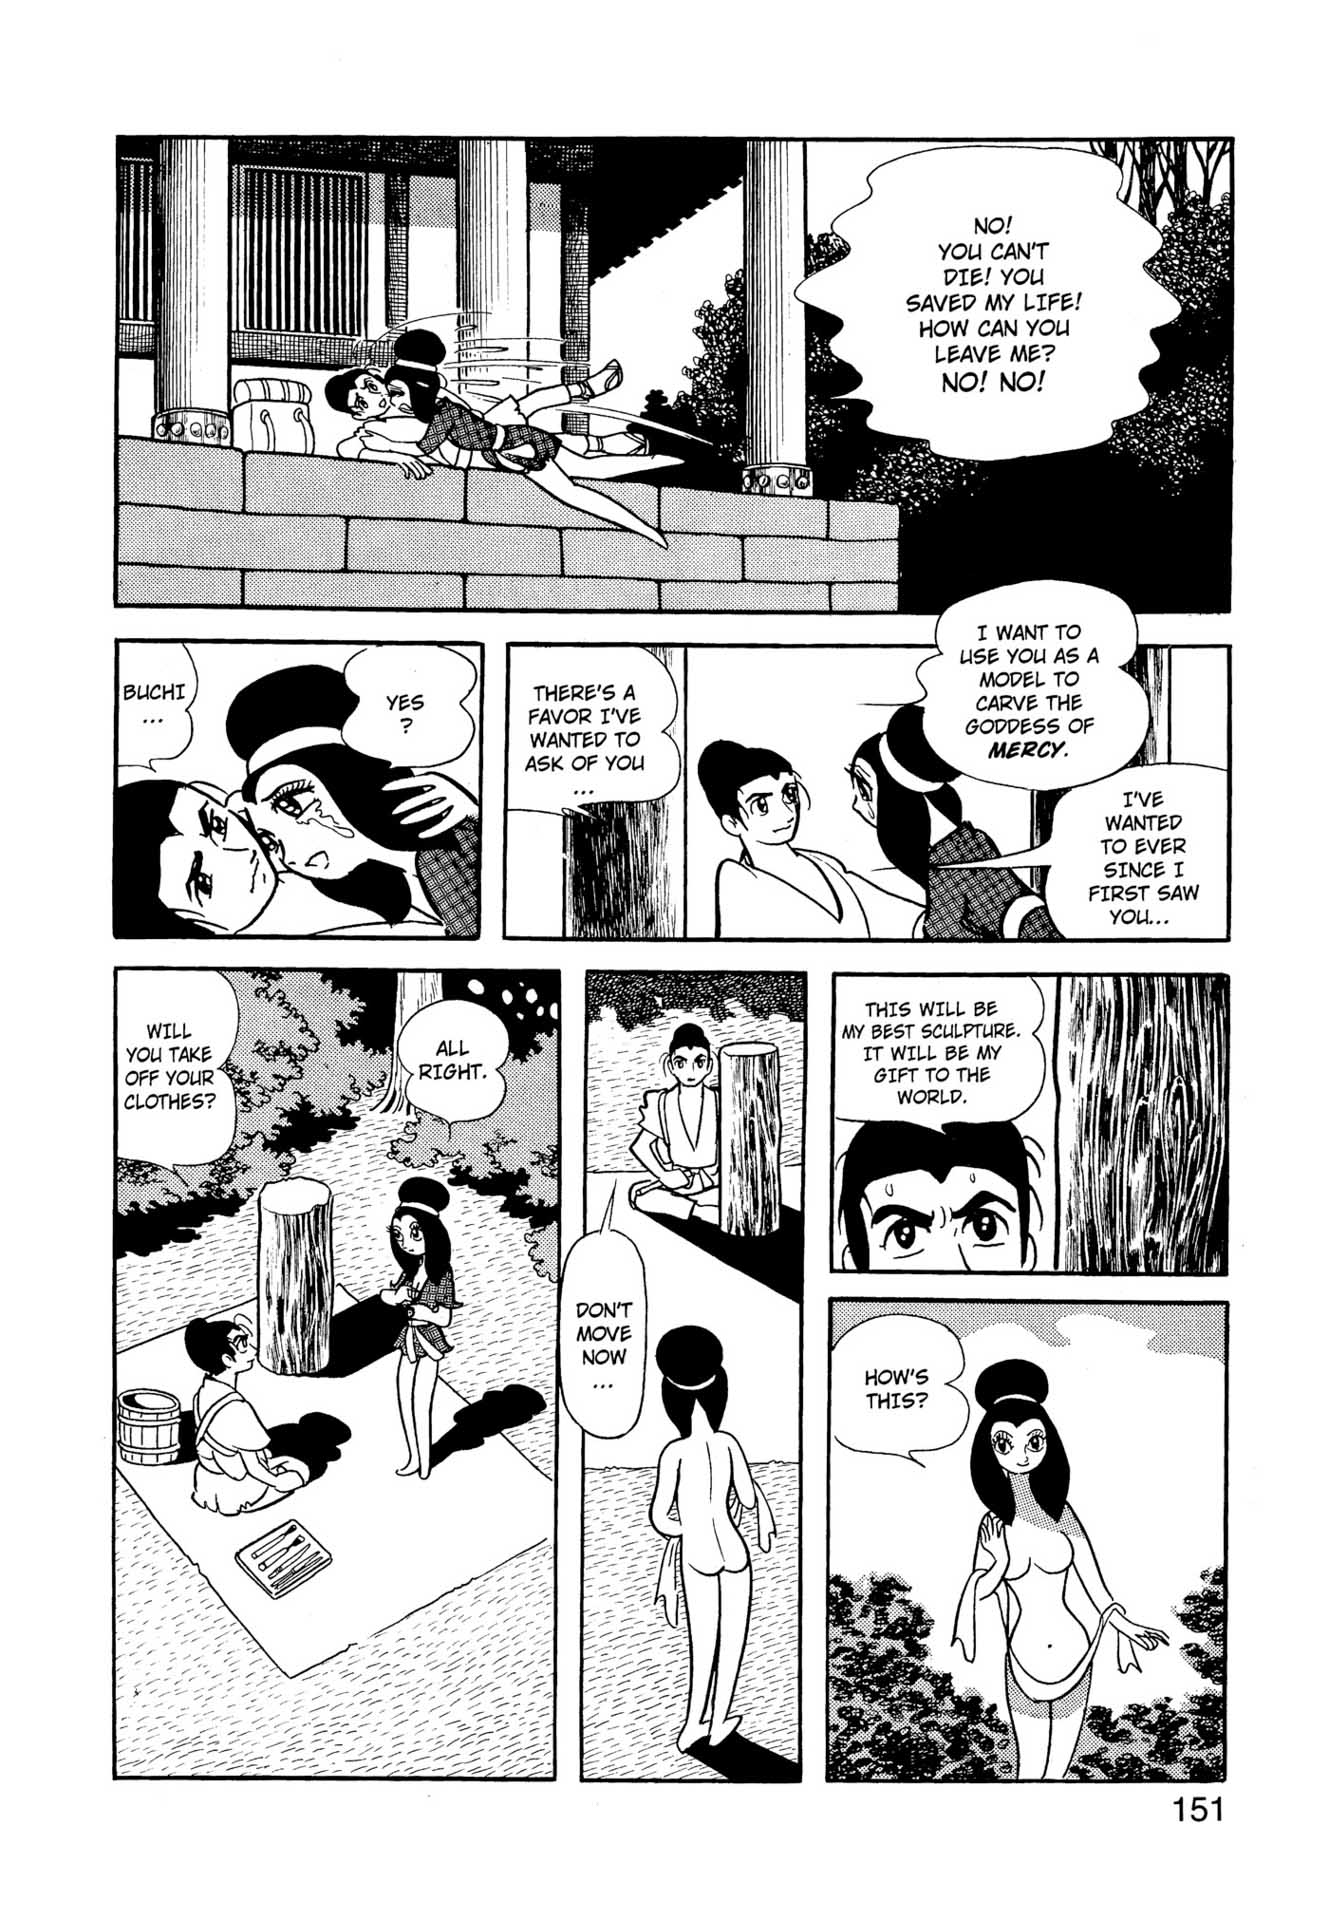 NO!
YOU CAN'T
DIE! YOU
SAVED MY LIFE!
HOW CAN YOU
LEAVE ME?
NO! NO!
BUCHI
...
YES
?
THERE'S A
FAVOR I'VE
WANTED TO
ASK OF YOU
...
I WANT TO
USE YOU AS A
MODEL TO
CARVE THE
GODDESS OF
MERCY.
I'VE
WANTED
TO EVER
SINCE I
FIRST SAW
YOU...
WILL
YOU TAKE
OFF YOUR
CLOTHES?
ALL
RIGHT.
DON'T
MOVE
NOW
...
THIS WILL BE
MY BEST SCULPTURE.
IT WILL BE MY
GIFT TO THE
WORLD.
HOW'S
THIS?
151